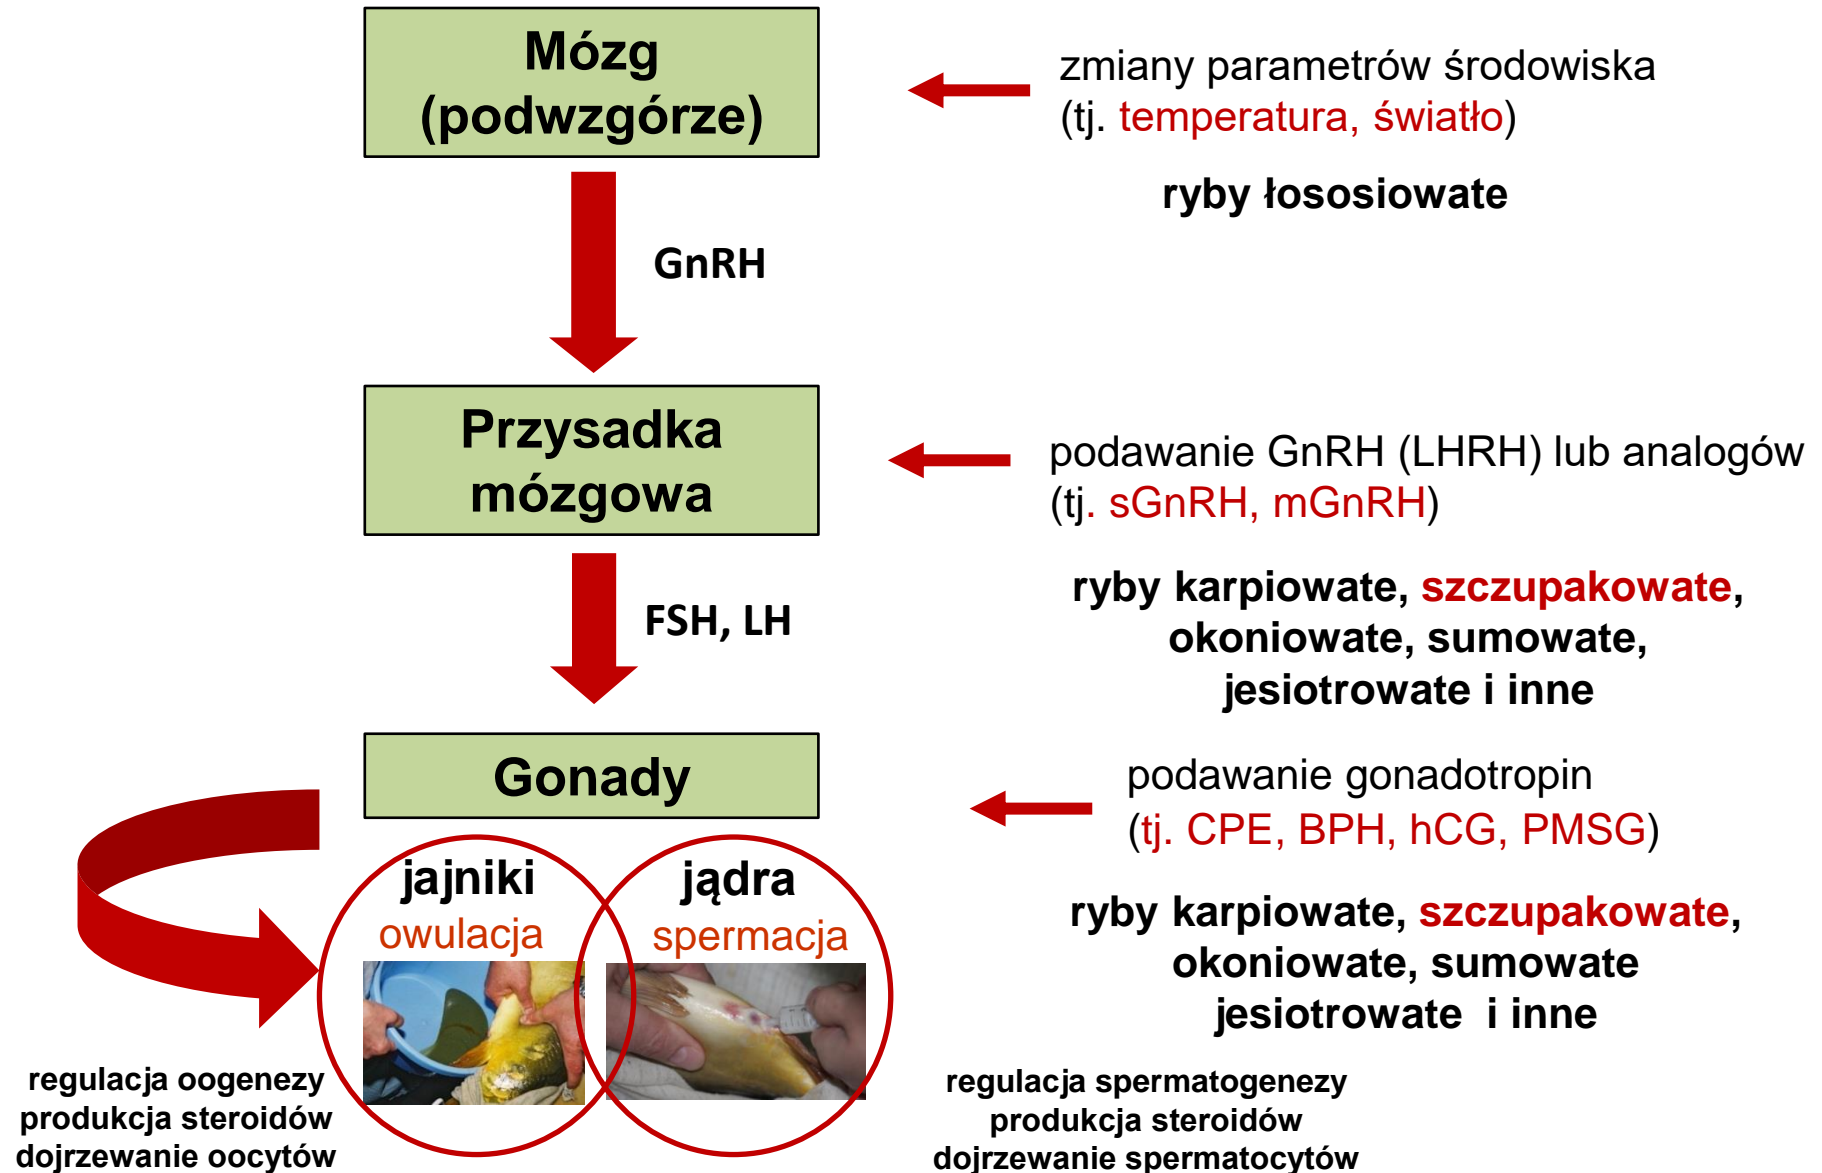 Mózg
(podwzgórze)
zmiany parametrów środowiska
(tj. temperatura, światło)
ryby łososiowate
GnRH
Przysadka
mózgowa
podawanie GnRH (LHRH) lub analogów
(tj. sGnRH, mGnRH)
ryby karpiowate, szczupakowate,
okoniowate, sumowate,
jesiotrowate i inne
FSH, LH
Gonady
podawanie gonadotropin
(tj. CPE, BPH, hCG, PMSG)
ryby karpiowate, szczupakowate,
okoniowate, sumowate
jesiotrowate i inne
jajniki
owulacja
jądra
spermacja
regulacja oogenezy
produkcja steroidów
dojrzewanie oocytów
regulacja spermatogenezy
produkcja steroidów
dojrzewanie spermatocytów